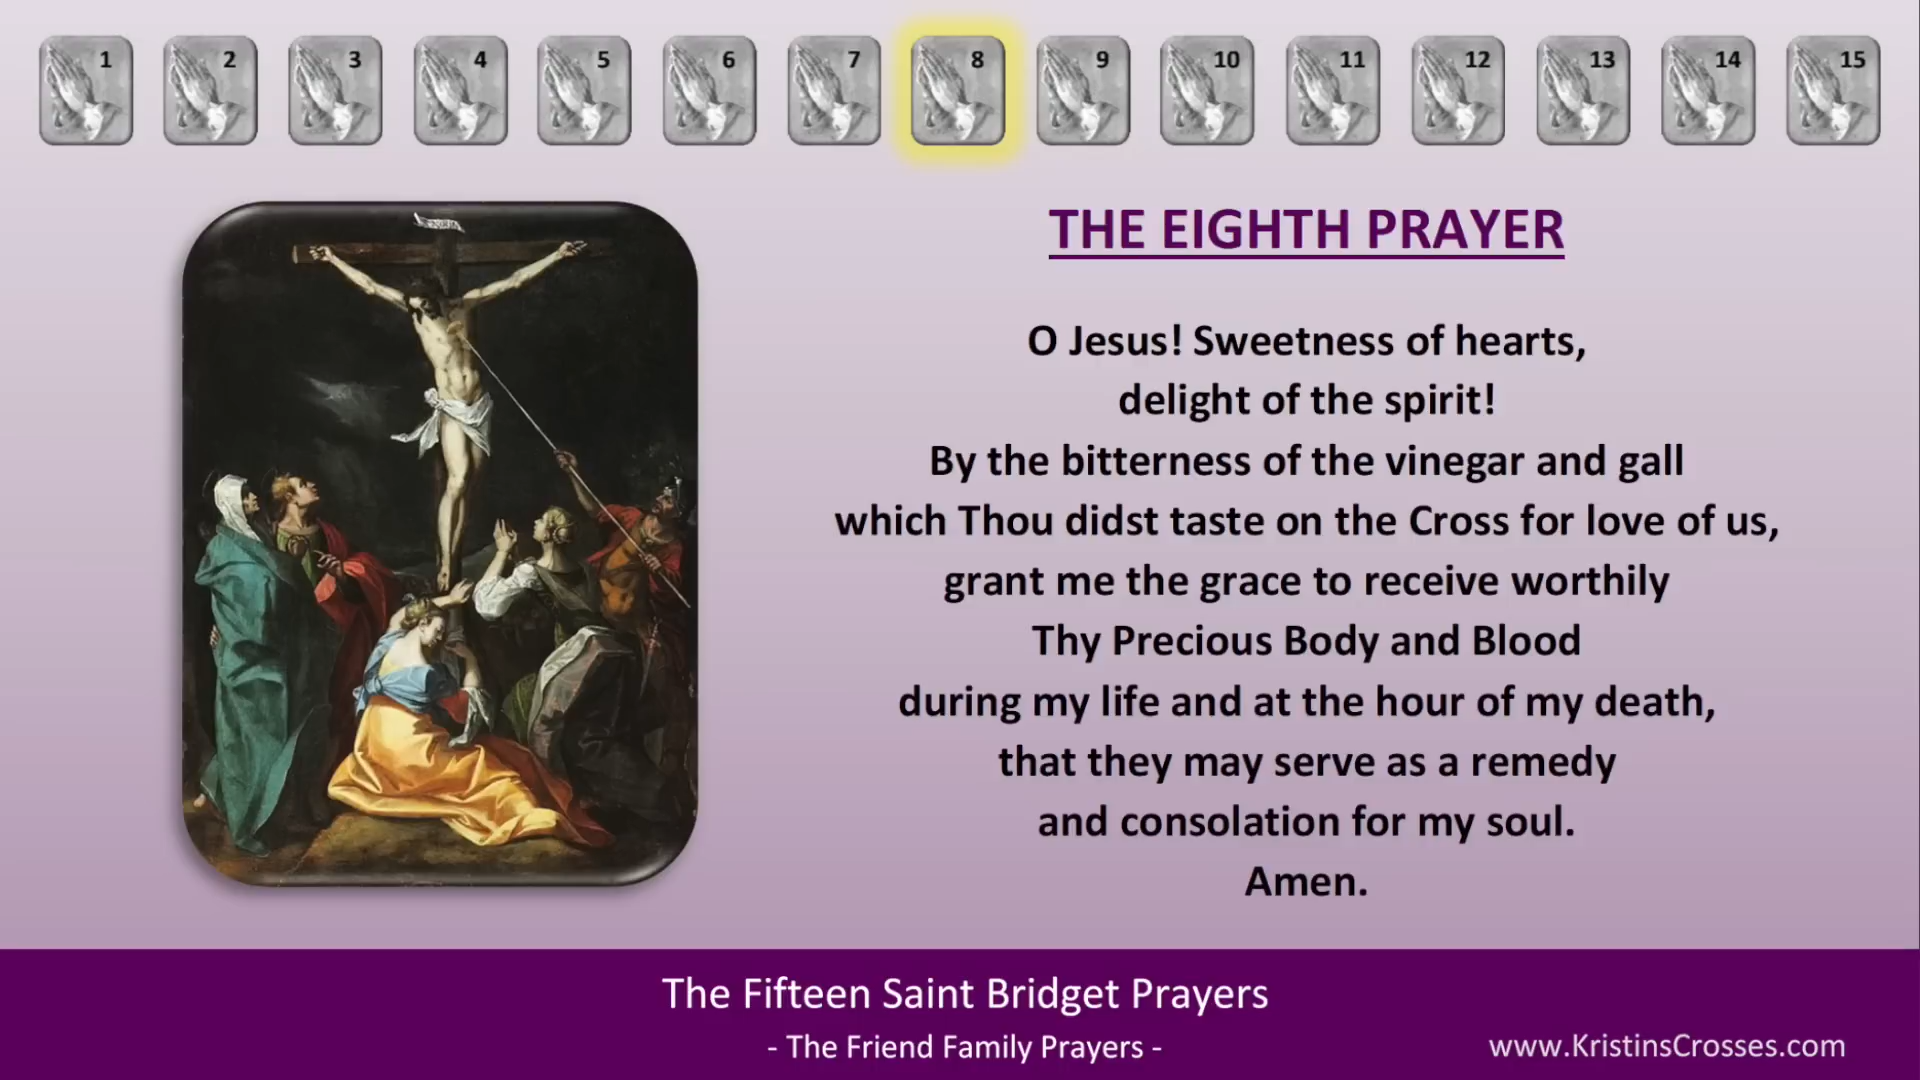 1 2 3 4 5 6 7 8 9 10 11 12 13 14 15
THE EIGHTH PRAYER
O Jesus! Sweetness of hearts,
delight of the spirit!
By the bitterness of the vinegar and gall
which Thou didst taste on the Cross for love of us,
grant me the grace to receive worthily
Thy Precious Body and Blood
during my life and at the hour of my death,
that they may serve as a remedy
and consolation for my soul.
Amen.
The Fifteen Saint Bridget Prayers
- The Friend Family Prayers -
www.KristinsCrosses.com